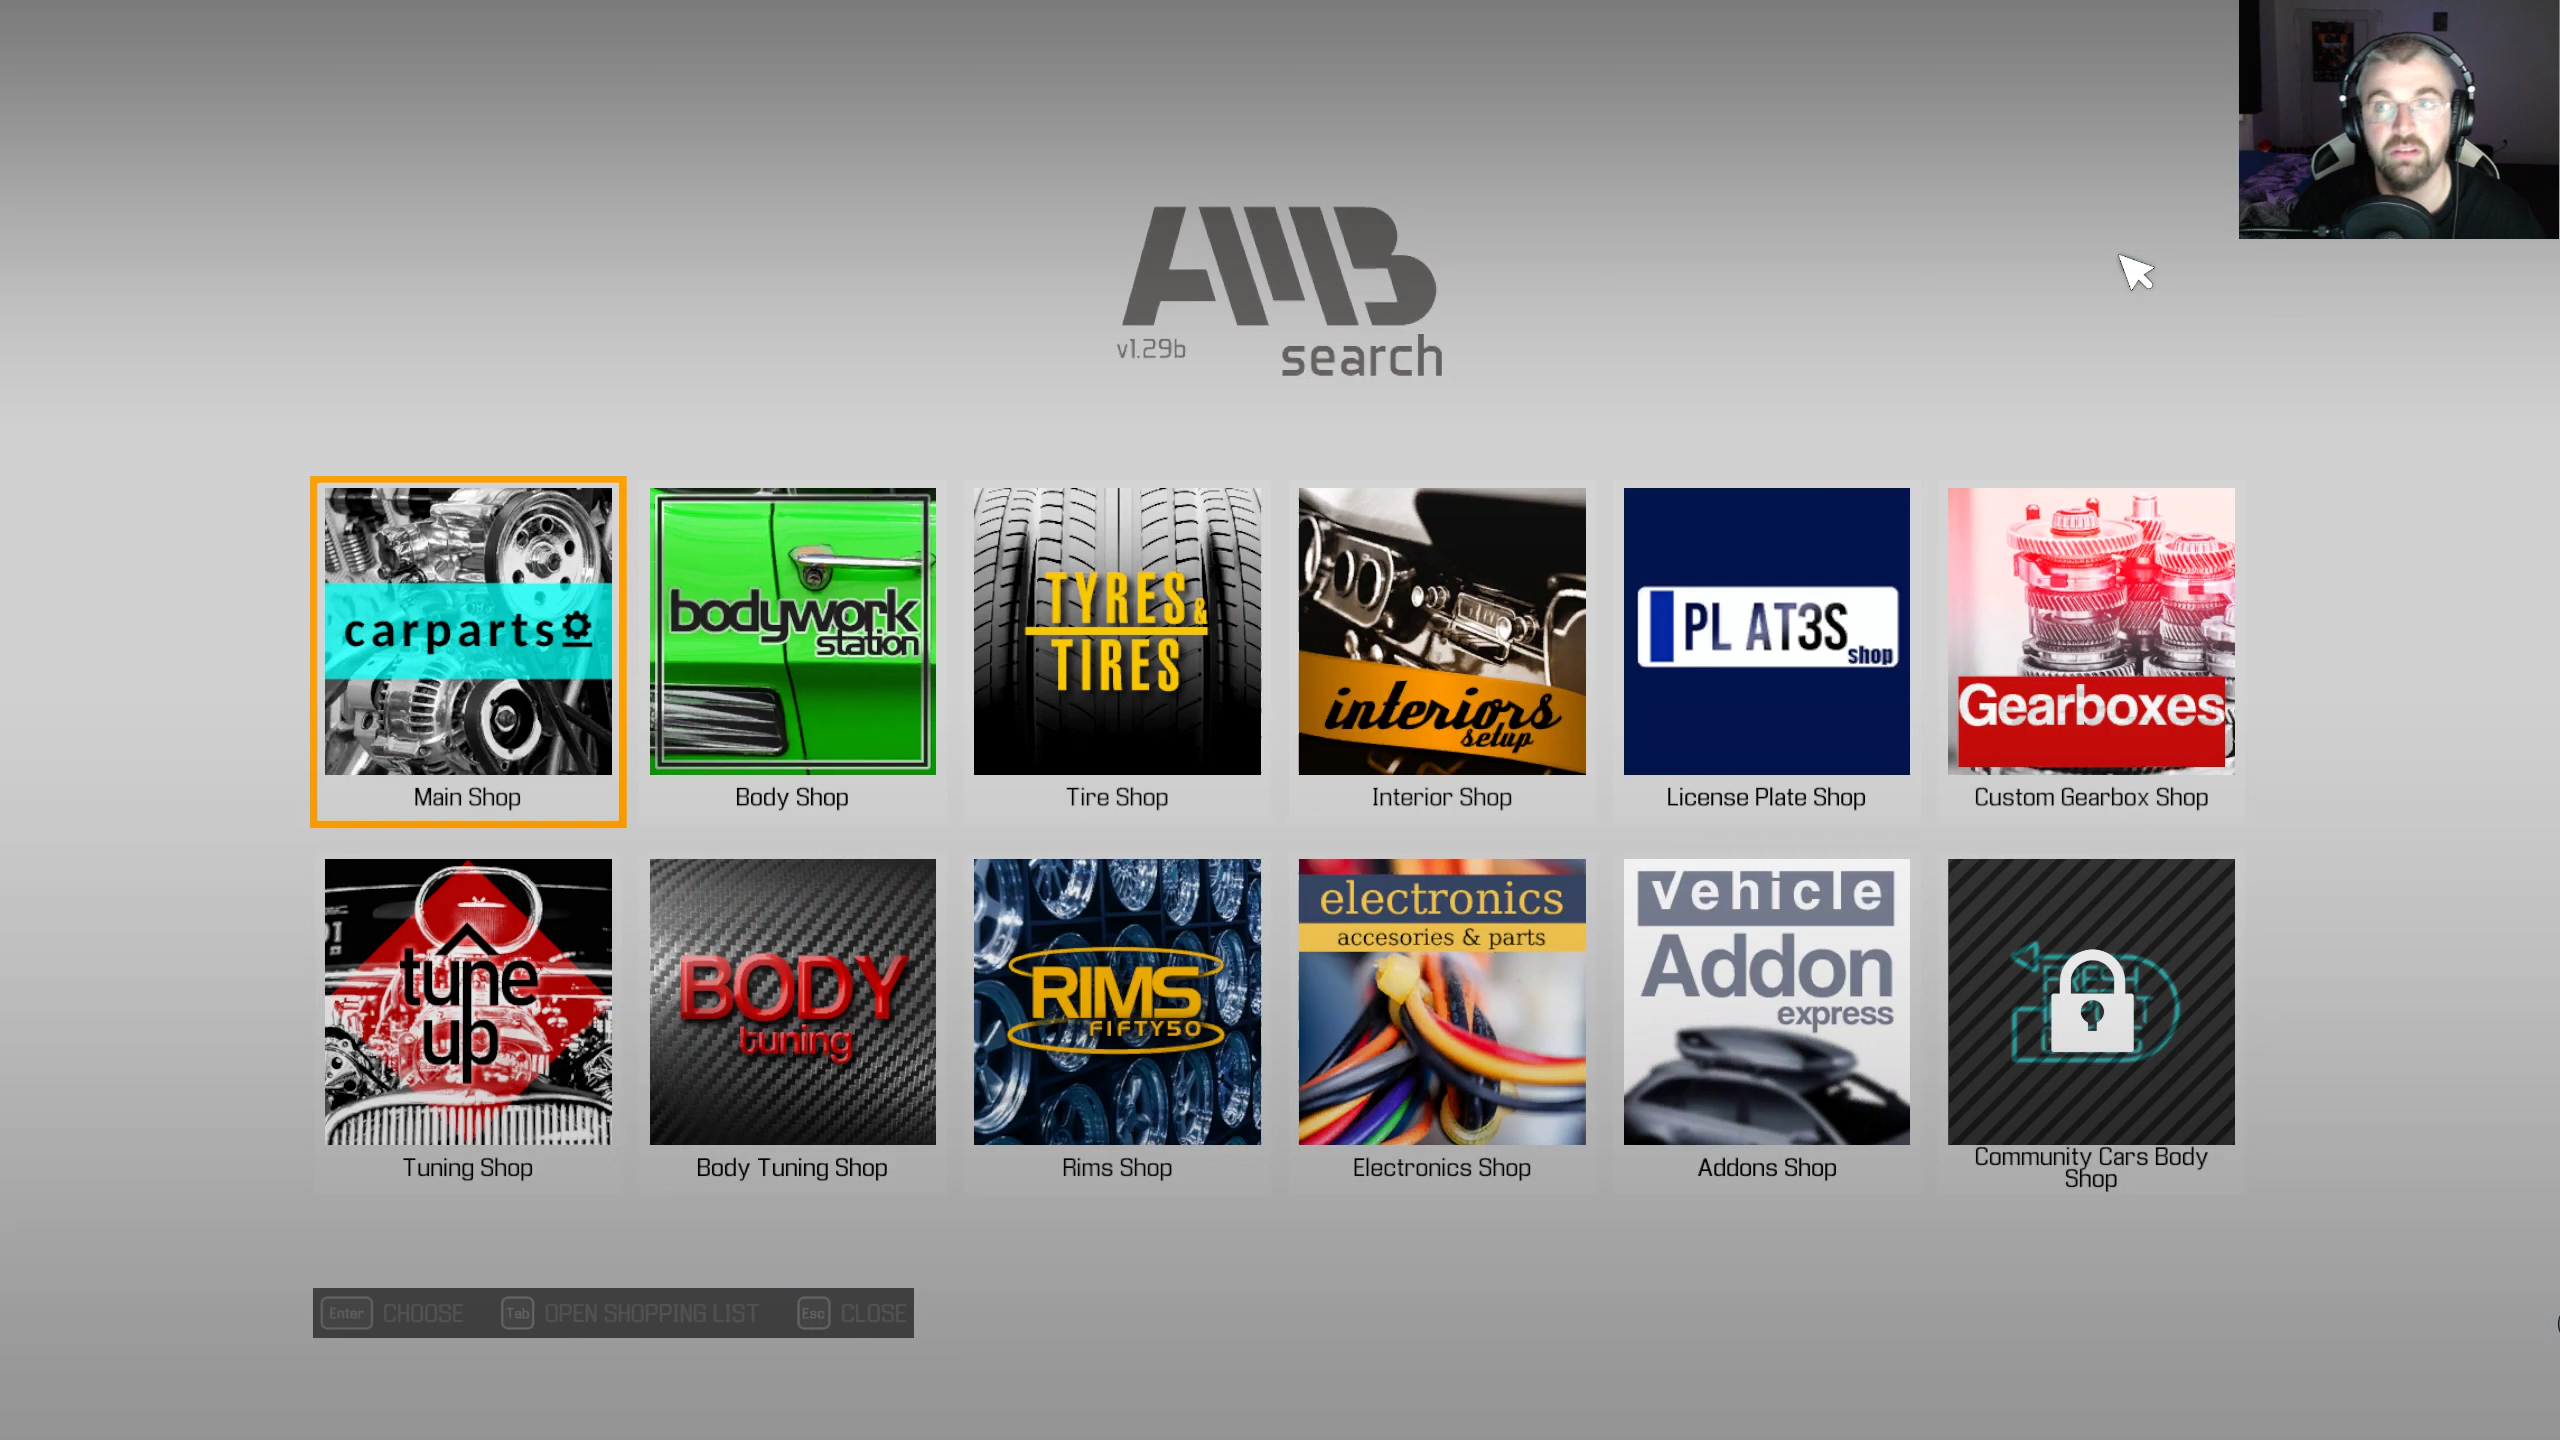 AMB
v1.29b
search
carparts
bodywork
station
TYRES &
TIRES
interiors
setup
PL AT3S
shop
Gearboxes
Main Shop
Body Shop
Tire Shop
Interior Shop
License Plate Shop
Custom Gearbox Shop
tune
up
BODY
tuning
RIMS
FIFTY50
electronics
accesories & parts
vehicle
Addon
express
Tuning Shop
Body Tuning Shop
Rims Shop
Electronics Shop
Addons Shop
Community Cars Body
Shop
Enter CHOOSE Tab OPEN SHOPPING LIST Esc CLOSE